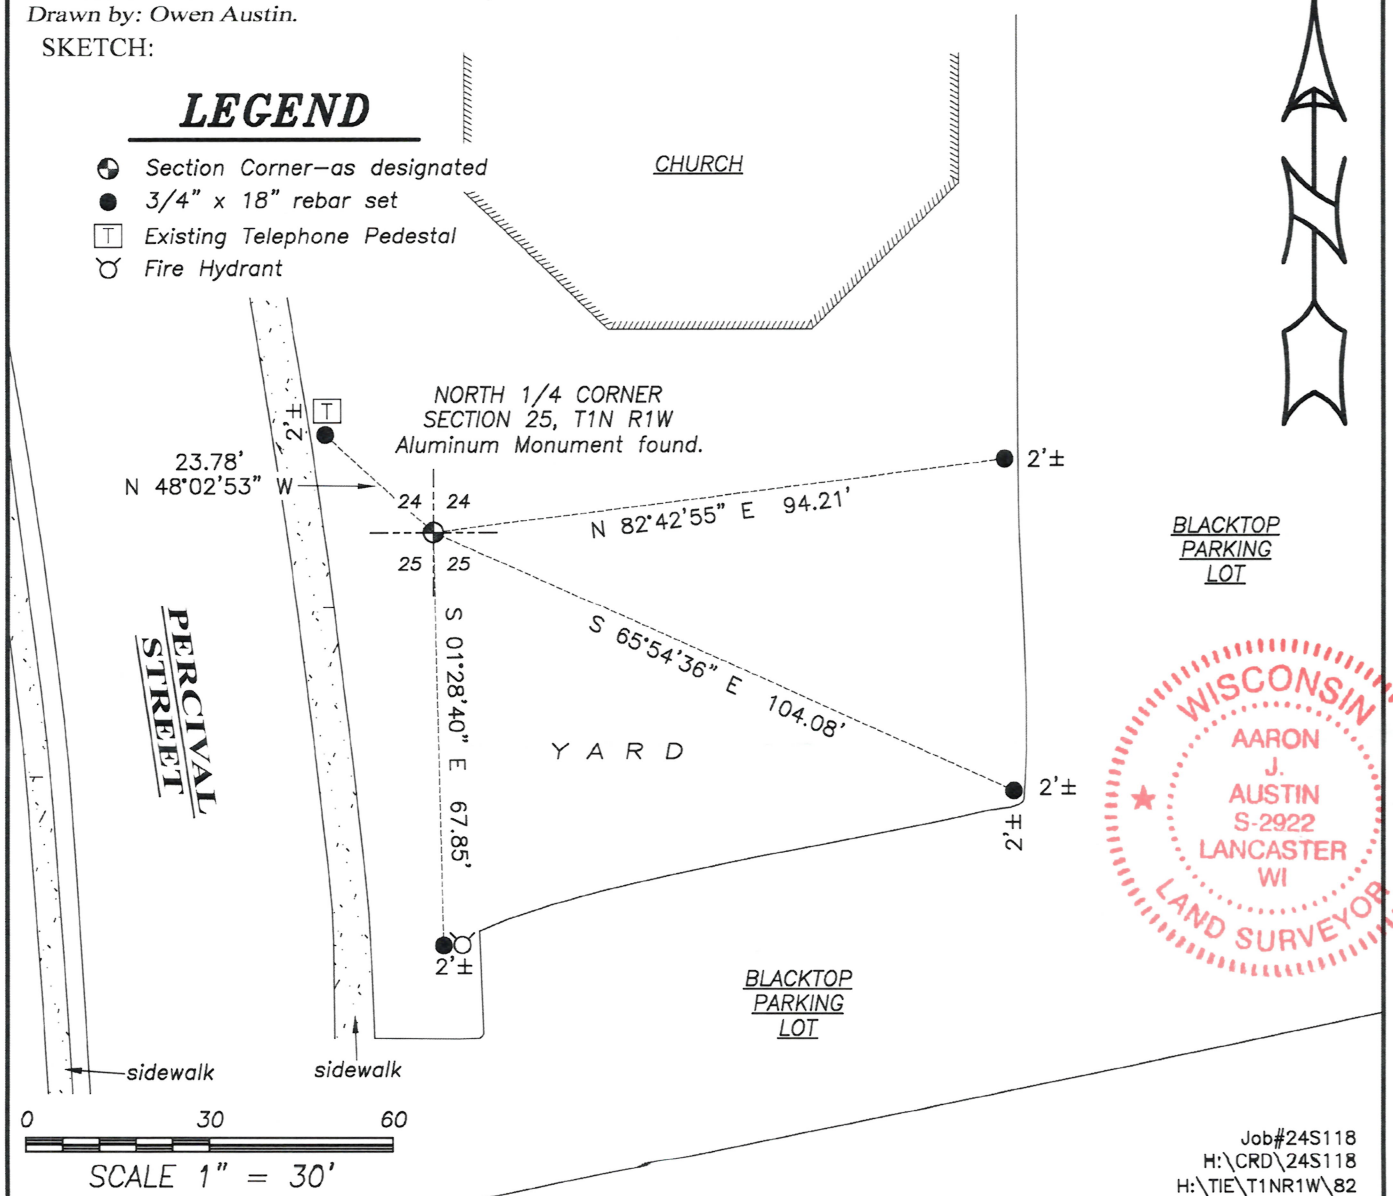 Drawn by: Owen Austin.
SKETCH:
LEGEND
Section Corner-as designated
3/4" x 18" rebar set
T Existing Telephone Pedestal
Fire Hydrant
CHURCH
N
NORTH 1/4 CORNER
SECTION 25, T1N R1W
Aluminum Monument found.
2'±
T
23.78'
N 48°02'53" W
24 24
25 25
N 82°42'55" E 94.21'
2'±
BLACKTOP
PARKING
LOT
S 65°54'36" E 104.08'
S 01°28'40" E 67.85'
PERCIVAL
STREET
YARD
2'±
2'±
2'±
WISCONSIN
AARON
J.
AUSTIN
S-2922
LANCASTER
WI
LAND SURVEYOR
BLACKTOP
PARKING
LOT
sidewalk
sidewalk
0 30 60
SCALE 1" = 30'
Job#24S118
H:\CRD\24S118
H:\TIE\T1NR1W\82